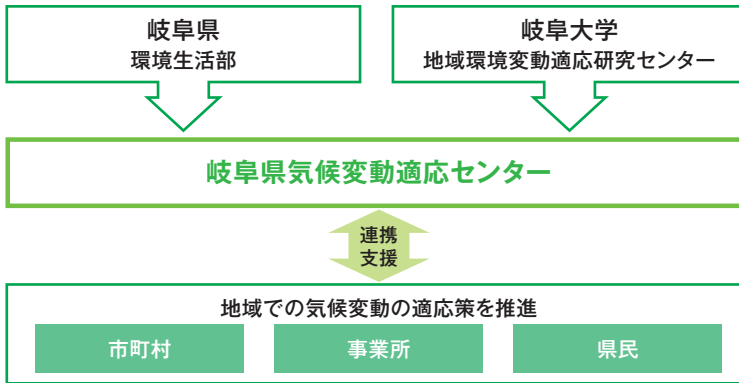 岐阜県
環境生活部
岐阜大学
地域環境変動適応研究センター
岐阜県気候変動適応センター
連携
支援
地域での気候変動の適応策を推進
市町村
事業所
県民